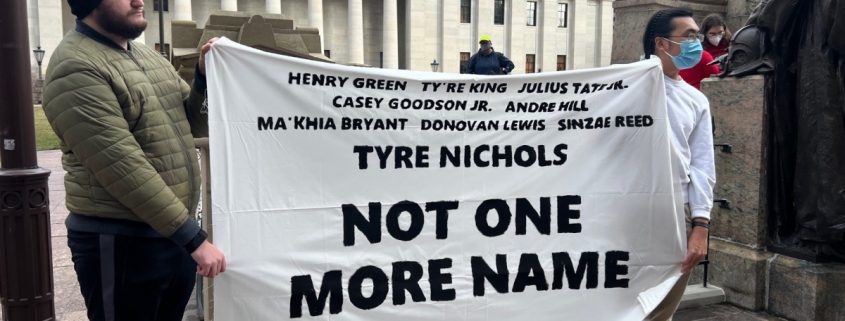 HENRY GREEN TY'RE KING JULIUS TATE JR.
CASEY GOODSON JR. ANDRE HILL
MA'KHIA BRYANT DONOVAN LEWIS SINZAE REED
TYRE NICHOLS
NOT ONE
MORE NAME